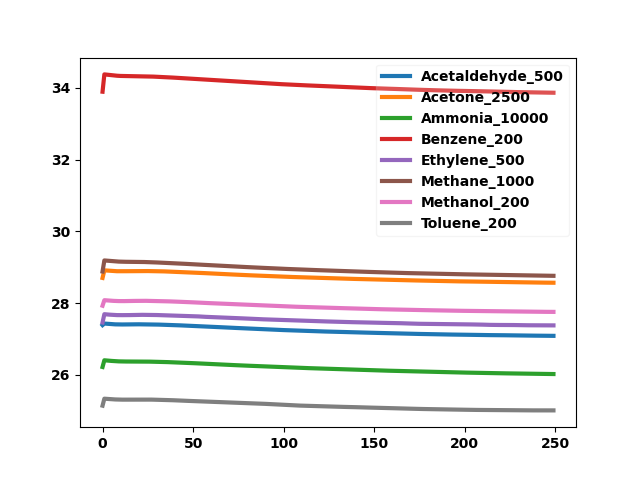 34
32
30
28
26
0 50 100 150 200 250
Acetaldehyde_500
Acetone_2500
Ammonia_10000
Benzene_200
Ethylene_500
Methane_1000
Methanol_200
Toluene_200